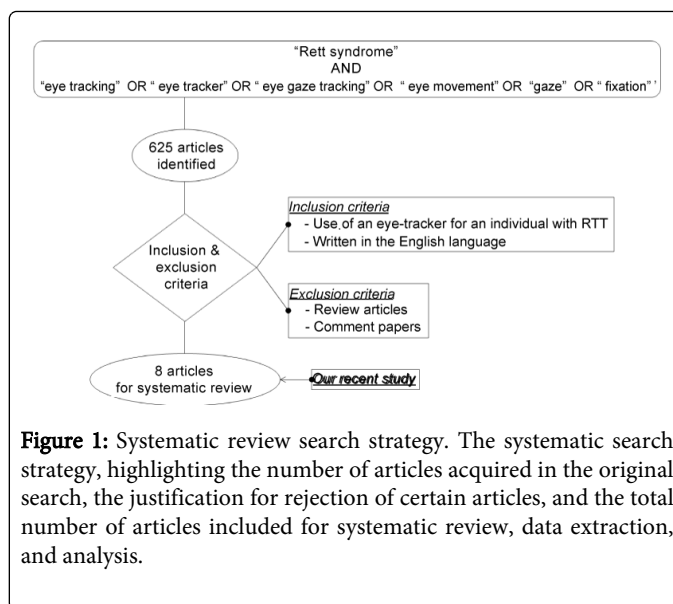 “Rett syndrome”
AND
“eye tracking” OR “ eye tracker” OR “ eye gaze tracking” OR “ eye movement” OR “gaze” OR “ fixation” ’
625 articles
identified
Inclusion &
exclusion
criteria
Inclusion criteria
- Use of an eye-tracker for an individual with RTT
- Written in the English language
Exclusion criteria
- Review articles
- Comment papers
8 articles
for systematic review
Our recent study
Figure 1: Systematic review search strategy. The systematic search
strategy, highlighting the number of articles acquired in the original
search, the justification for rejection of certain articles, and the total
number of articles included for systematic review, data extraction,
and analysis.